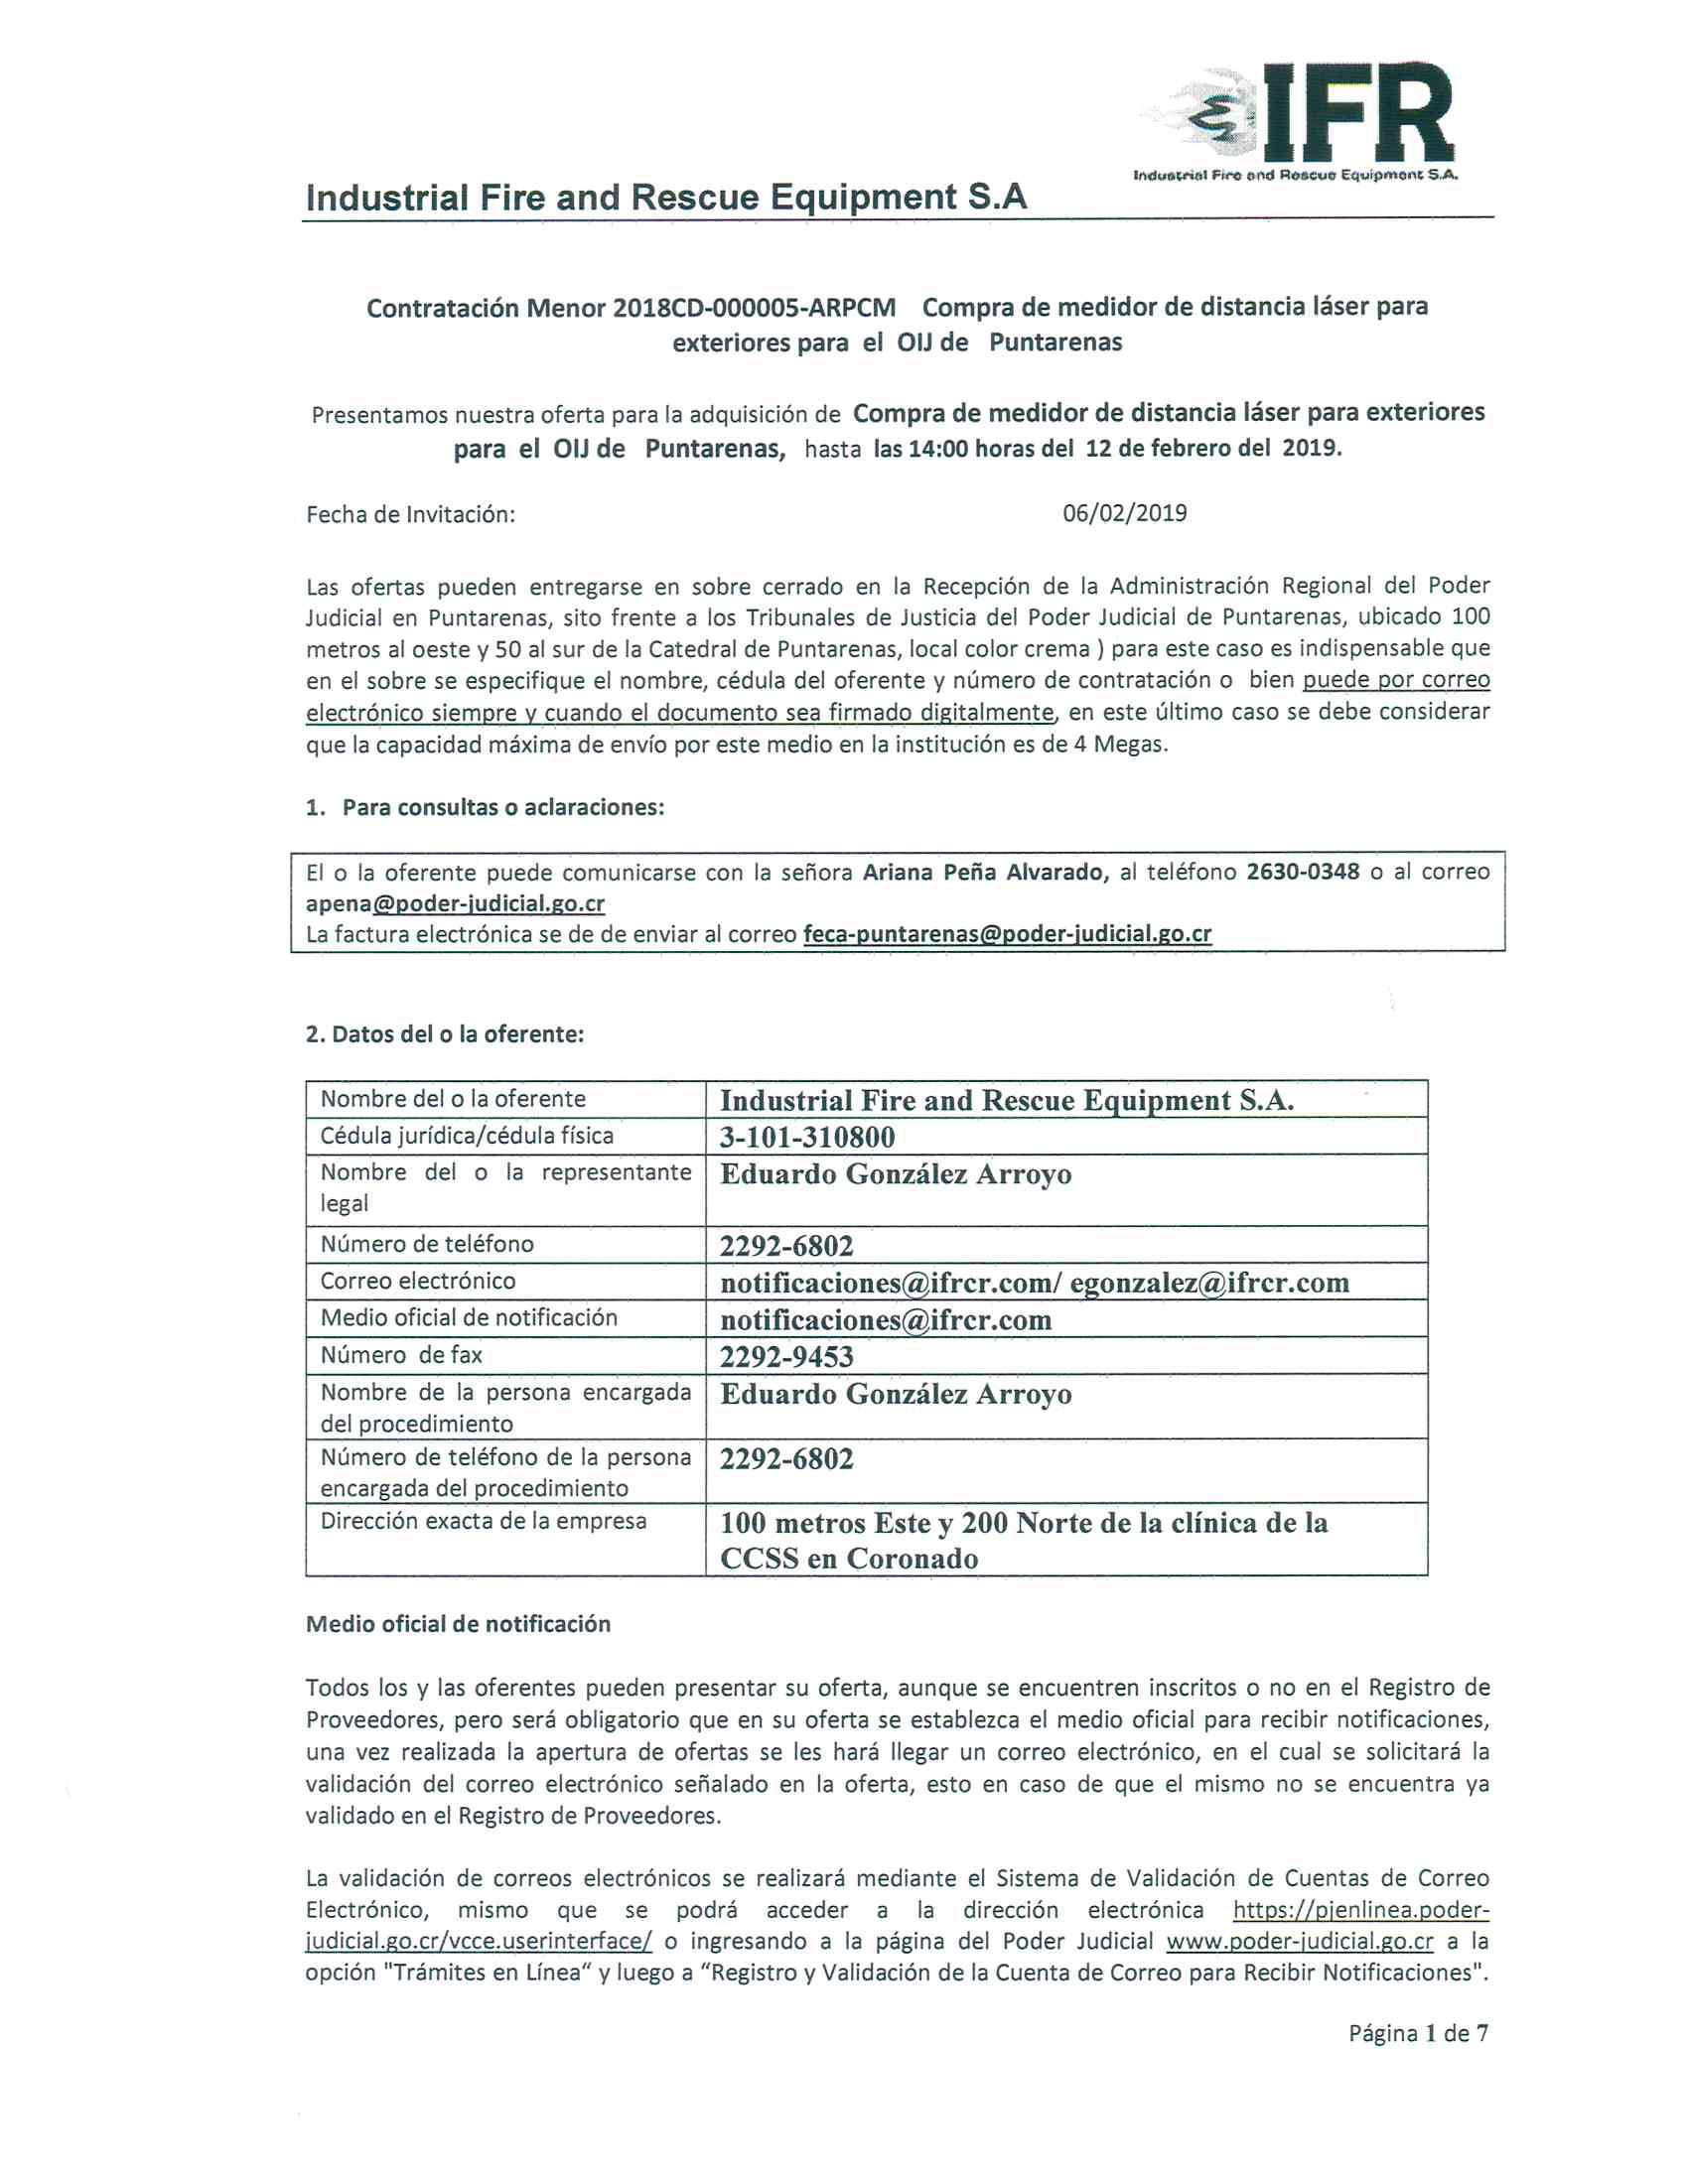 IFR
Industrial Fire and Rescue Equipment S.A.
Industrial Fire and Rescue Equipment S.A
Contratación Menor 2018CD-000005-ARPCM Compra de medidor de distancia láser para
exteriores para el OIJ de Puntarenas
Presentamos nuestra oferta para la adquisición de Compra de medidor de distancia láser para exteriores
para el OIJ de Puntarenas, hasta las 14:00 horas del 12 de febrero del 2019.
Fecha de Invitación: 06/02/2019
Las ofertas pueden entregarse en sobre cerrado en la Recepción de la Administración Regional del Poder
Judicial en Puntarenas, sito frente a los Tribunales de Justicia del Poder Judicial de Puntarenas, ubicado 100
metros al oeste y 50 al sur de la Catedral de Puntarenas, local color crema ) para este caso es indispensable que
en el sobre se especifique el nombre, cédula del oferente y número de contratación o bien puede por correo
electrónico siempre y cuando el documento sea firmado digitalmente, en este último caso se debe considerar
que la capacidad máxima de envío por este medio en la institución es de 4 Megas.
1. Para consultas o aclaraciones:
El o la oferente puede comunicarse con la señora Ariana Peña Alvarado, al teléfono 2630-0348 o al correo
apena@poder-judicial.go.cr
La factura electrónica se de de enviar al correo feca-puntarenas@poder-judicial.go.cr
2. Datos del o la oferente:
Nombre del o la oferente Industrial Fire and Rescue Equipment S.A.
Cédula jurídica/cédula física 3-101-310800
Nombre del o la representante Eduardo González Arroyo
legal
Número de teléfono 2292-6802
Correo electrónico notificaciones@ifrcr.com/ egonzalez@ifrcr.com
Medio oficial de notificación notificaciones@ifrcr.com
Número de fax 2292-9453
Nombre de la persona encargada Eduardo González Arroyo
del procedimiento
Número de teléfono de la persona 2292-6802
encargada del procedimiento
Dirección exacta de la empresa 100 metros Este y 200 Norte de la clínica de la
CCSS en Coronado
Medio oficial de notificación
Todos los y las oferentes pueden presentar su oferta, aunque se encuentren inscritos o no en el Registro de
Proveedores, pero será obligatorio que en su oferta se establezca el medio oficial para recibir notificaciones,
una vez realizada la apertura de ofertas se les hará llegar un correo electrónico, en el cual se solicitará la
validación del correo electrónico señalado en la oferta, esto en caso de que el mismo no se encuentra ya
validado en el Registro de Proveedores.
La validación de correos electrónicos se realizará mediante el Sistema de Validación de Cuentas de Correo
Electrónico, mismo que se podrá acceder a la dirección electrónica https://pjenlinea.poder-
judicial.go.cr/vcce.userinterface/ o ingresando a la página del Poder Judicial www.poder-judicial.go.cr a la
opción "Trámites en Línea" y luego a "Registro y Validación de la Cuenta de Correo para Recibir Notificaciones".
Página 1 de 7